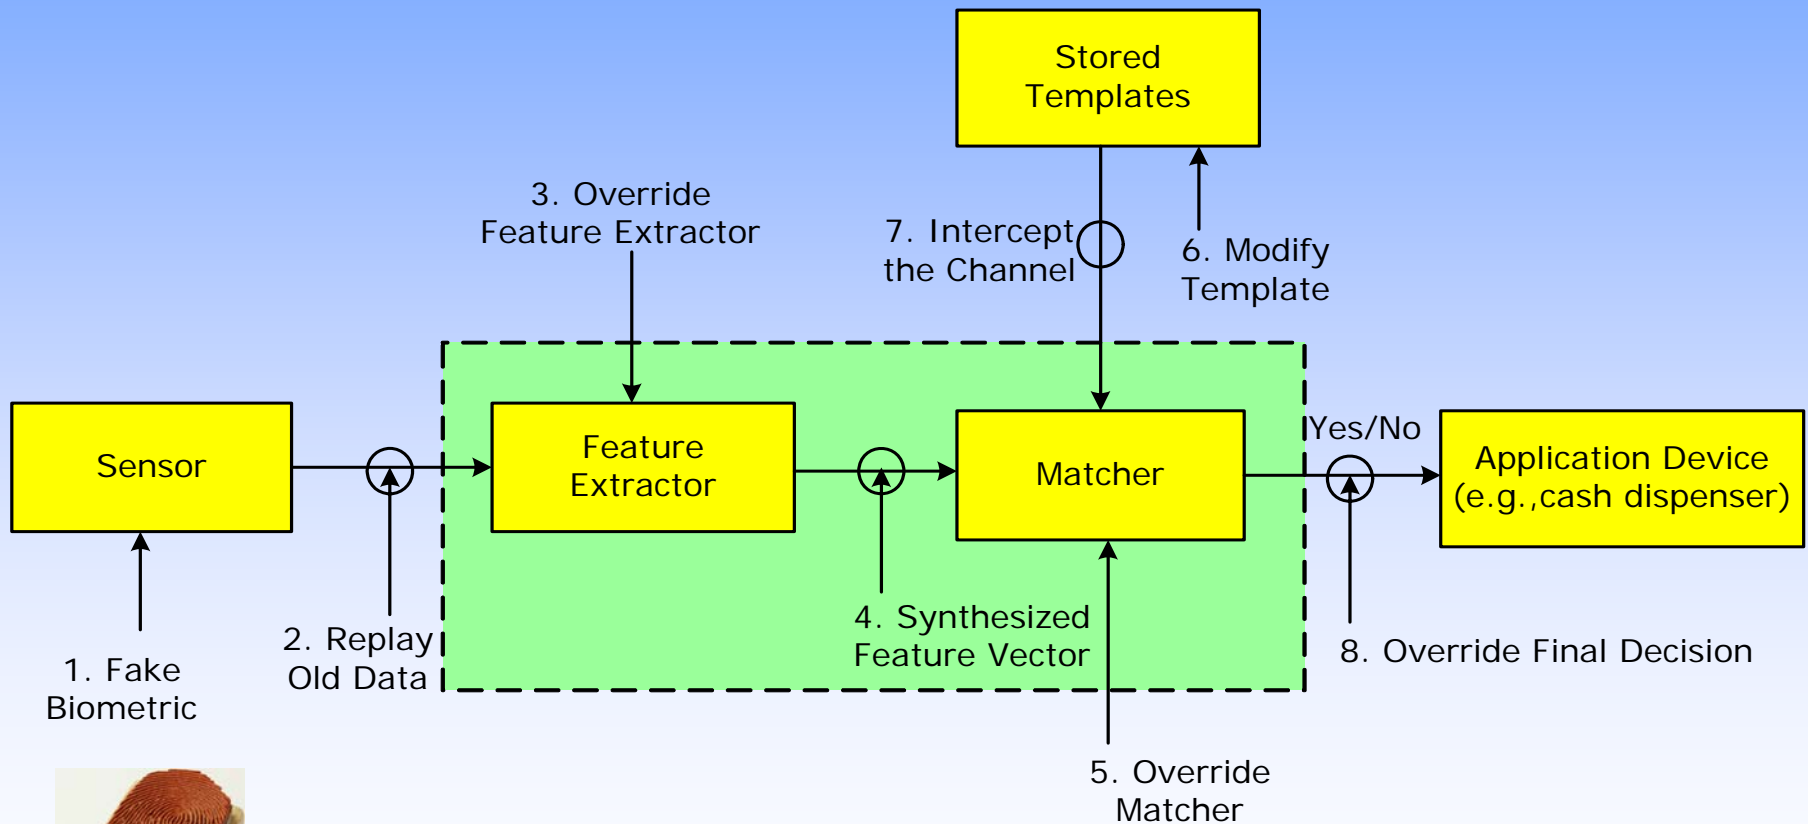 Stored
Templates
3. Override
Feature Extractor
7. Intercept
the Channel
6. Modify
Template
Sensor
Feature
Extractor
Matcher
Yes/No
Application Device
(e.g.,cash dispenser)
1. Fake
Biometric
2. Replay
Old Data
4. Synthesized
Feature Vector
8. Override Final Decision
5. Override
Matcher